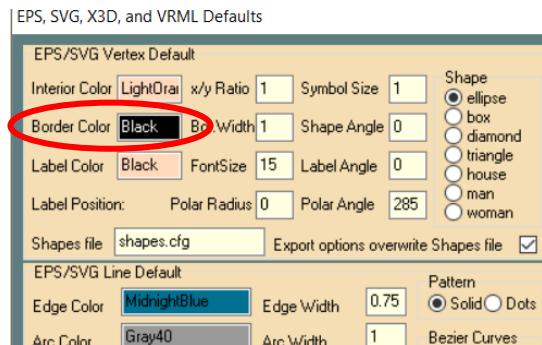 EPS, SVG, X3D, and VRML Defaults
EPS/SVG Vertex Default
Interior Color LightOra x/y Ratio 1 Symbol Size 1
Shape
ellipse
box
diamond
triangle
house
man
woman
Border Color Black Width 1 Shape Angle 0
Label Color Black FontSize 15 Label Angle 0
Label Position: Polar Radius 0 Polar Angle 285
Shapes file shapes.cfg Export options overwrite Shapes file
EPS/SVG Line Default
Edge Color MidnightBlue Edge Width 0.75
Pattern
Solid Dots
Arc Color Gray40 Arc Width 1
Bezier Curves